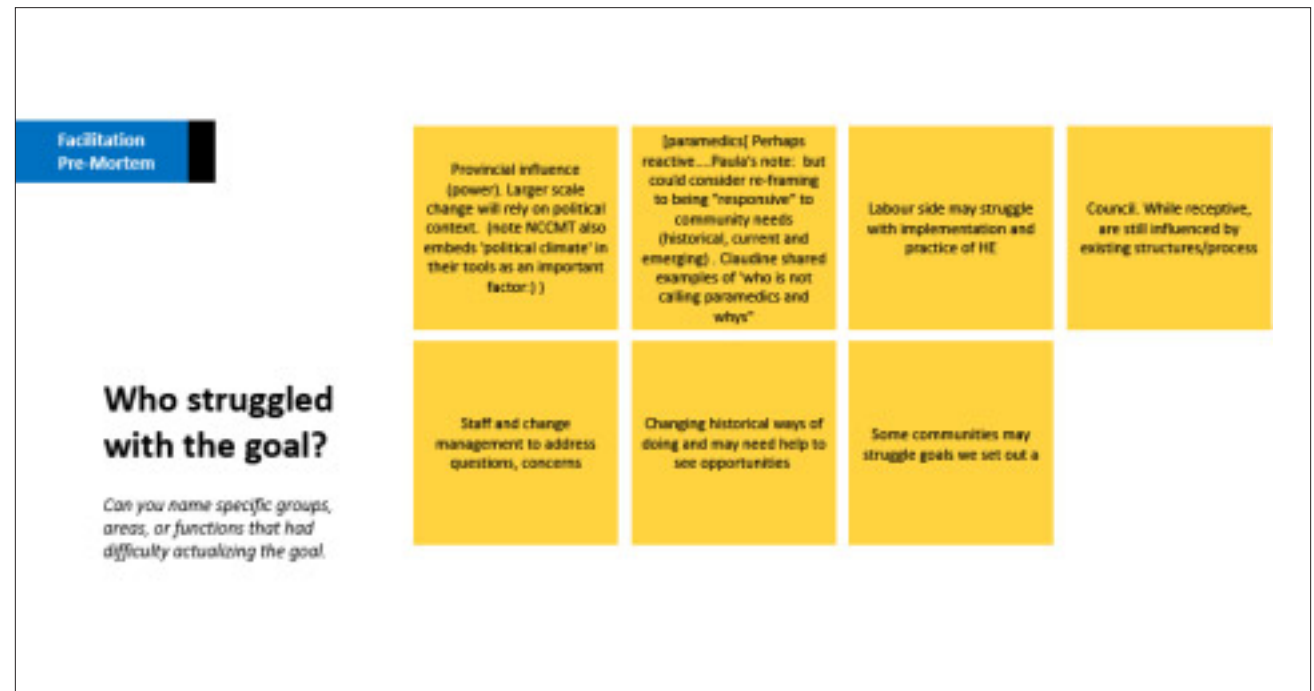 Facilitation
Pre-Mortem
Who struggled
with the goal?
Can you name specific groups,
areas, or functions that had
difficulty actualizing the goal.
Provincial influence
(power). Larger scale
change will rely on political
context. (note NCCMT also
embeds 'political climate' in
their tools as an important
factor:) )
[paramedics[ Perhaps
reactive....Paula's note: but
could consider re-framing
to being "responsive" to
community needs
(historical, current and
emerging) . Claudine shared
examples of 'who is not
calling paramedics and
whys"
Labour side may struggle
with implementation and
practice of HE
Council. While receptive,
are still influenced by
existing structures/process
Staff and change
management to address
questions, concerns
Changing historical ways of
doing and may need help to
see opportunities
Some communities may
struggle goals we set out a